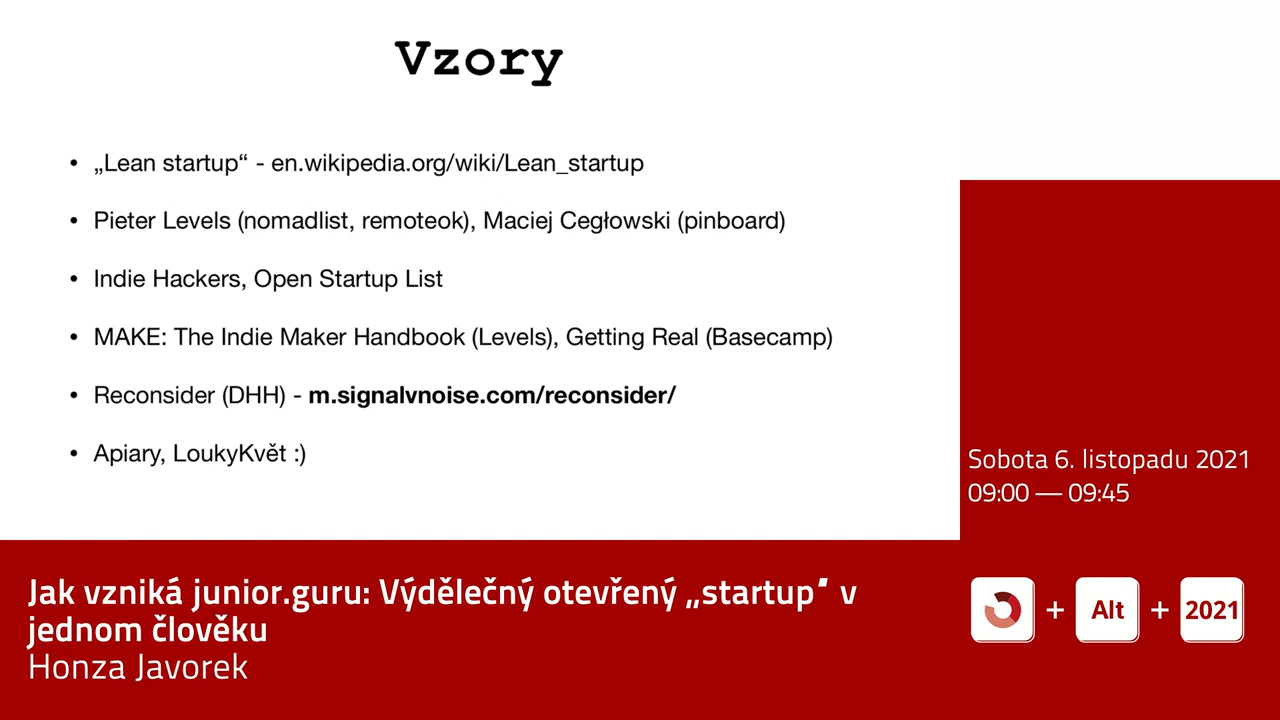 Vzory
• „Lean startup“ - en.wikipedia.org/wiki/Lean_startup
• Pieter Levels (nomadlist, remoteok), Maciej Cegłowski (pinboard)
• Indie Hackers, Open Startup List
• MAKE: The Indie Maker Handbook (Levels), Getting Real (Basecamp)
• Reconsider (DHH) - m.signalvnoise.com/reconsider/
• Apiary, LoukyKvět :)
Sobota 6. listopadu 2021
09:00 — 09:45
Jak vzniká junior.guru: Výdělečný otevřený „startup“ v
jednom člověku
Honza Javorek
+ Alt + 2021